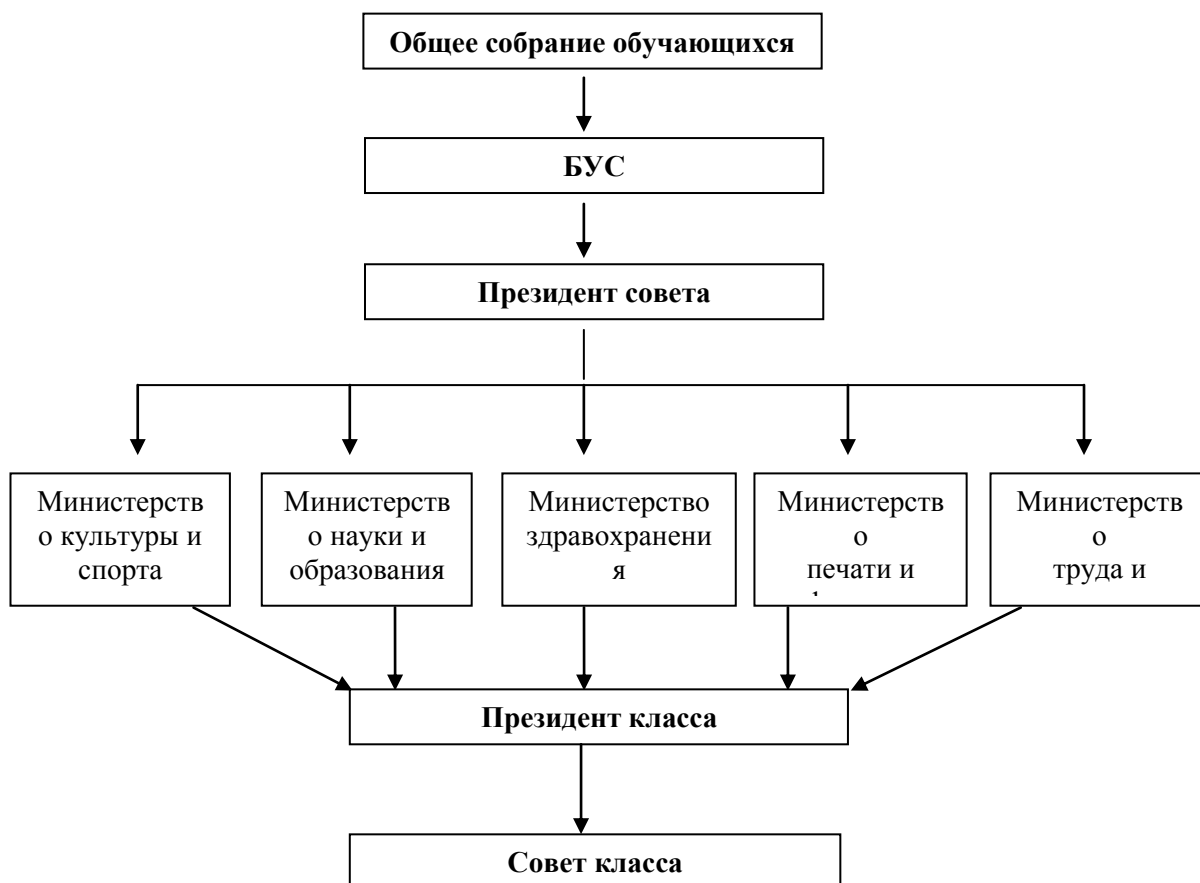 Общее собрание обучающихся
БУС
Президент совета
Министерств
о культуры и
спорта
Министерств
о науки и
образования
Министерство
здравохранени
я
Министерств
о
печати и
Министерств
о
труда и
Президент класса
Совет класса